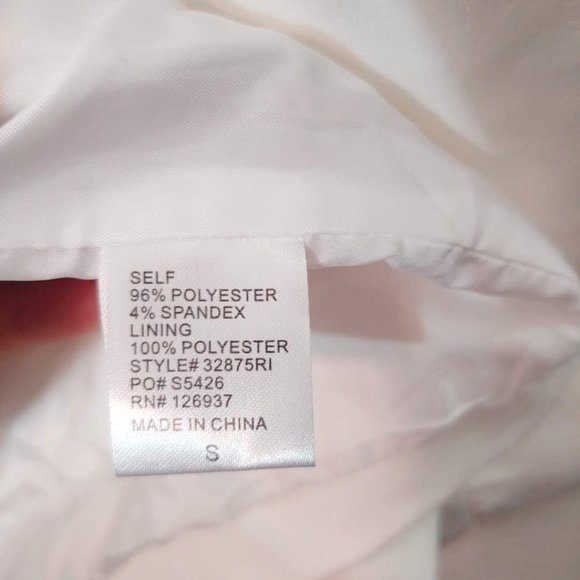 SELF
96% POLYESTER
4% SPANDEX
LINING
100% POLYESTER
STYLE# 32875RI
PO# S5426
RN# 126937
MADE IN CHINA
S